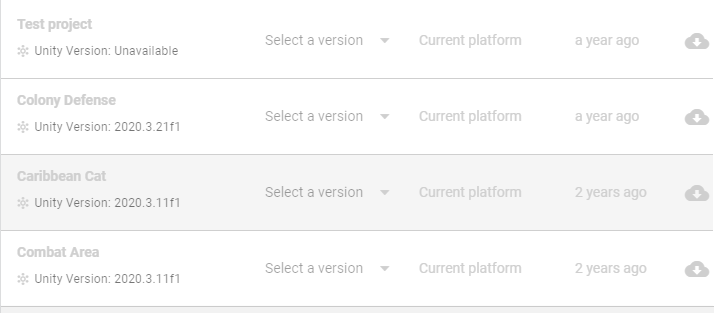 Test project
Unity Version: Unavailable
Select a version
Current platform
a year ago
Colony Defense
Unity Version: 2020.3.21f1
Select a version
Current platform
a year ago
Caribbean Cat
Unity Version: 2020.3.11f1
Select a version
Current platform
2 years ago
Combat Area
Unity Version: 2020.3.11f1
Select a version
Current platform
2 years ago